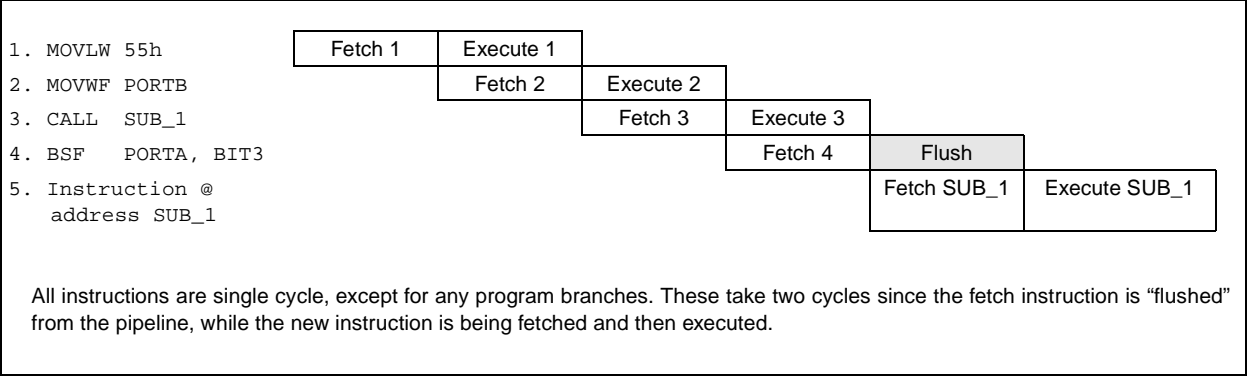 1. MOVLW 55h Fetch 1 Execute 1
2. MOVWF PORTB Fetch 2 Execute 2
3. CALL SUB_1 Fetch 3 Execute 3
4. BSF PORTA, BIT3 Fetch 4 Flush
5. Instruction @ Fetch SUB_1 Execute SUB_1
address SUB_1
All instructions are single cycle, except for any program branches. These take two cycles since the fetch instruction is “flushed”
from the pipeline, while the new instruction is being fetched and then executed.